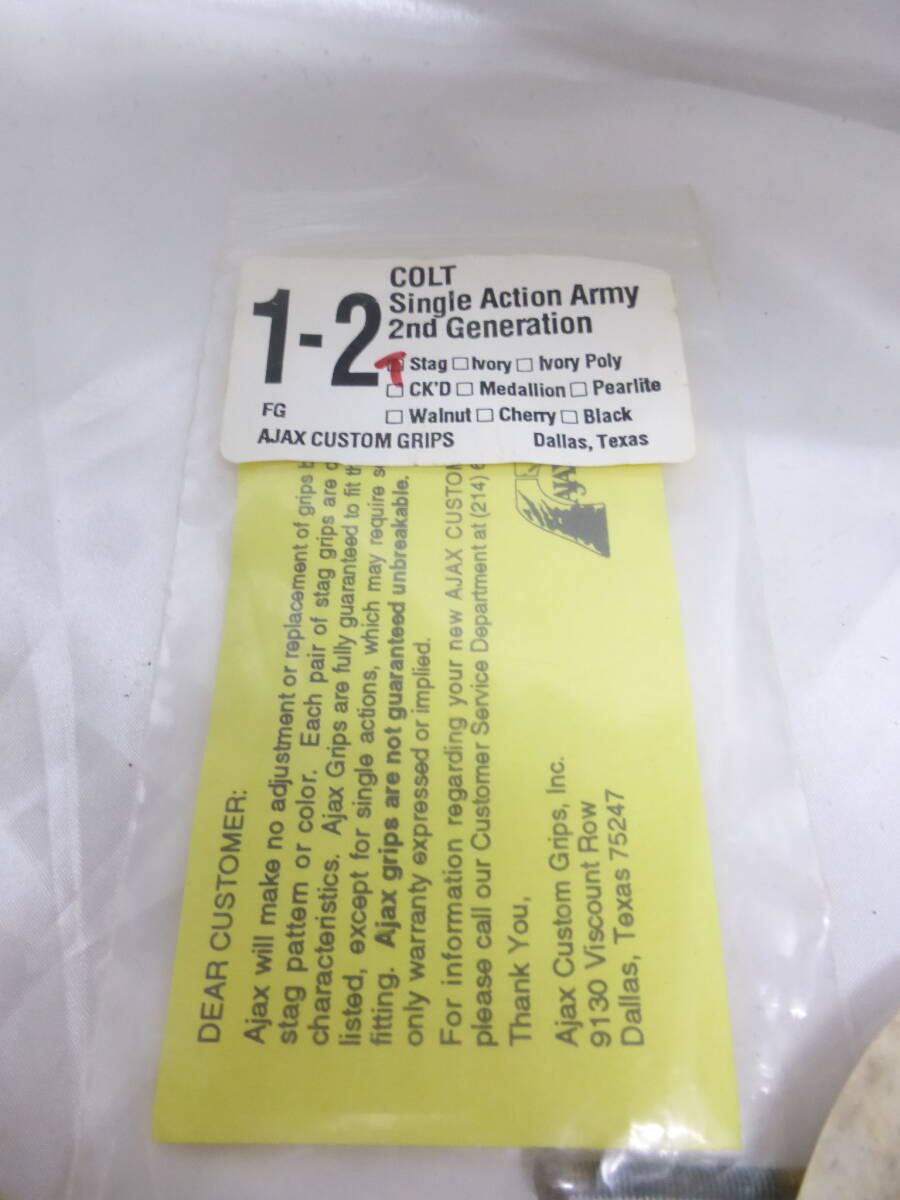 1-2
COLT
Single Action Army
2nd Generation
☐ Stag ☐ Ivory ☐ Ivory Poly
☐ CK'D ☐ Medallion ☐ Pearlite
☐ Walnut ☐ Cherry ☐ Black
FG
AJAX CUSTOM GRIPS Dallas, Texas
DEAR CUSTOMER:
Ajax will make no adjustment or replacement of grips
stag pattern or color. Each pair of stag grips are
characteristics. Ajax Grips are fully guaranteed to fit
listed, except for single actions, which may require
fitting. Ajax grips are not guaranteed unbreakable.
only warranty expressed or implied.
For information regarding your new AJAX CUSTOM
please call our Customer Service Department at (214)
Thank You,
Ajax Custom Grips, Inc.
9130 Viscount Row
Dallas, Texas 75247
AJAX